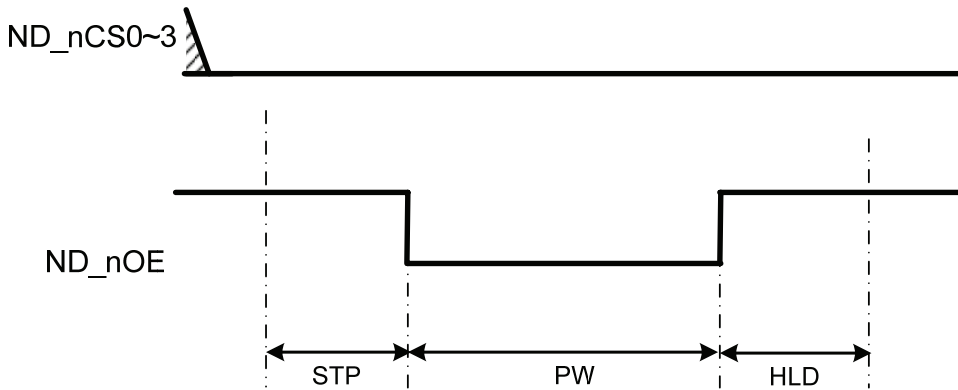 ND_nCS0~3
ND_nOE
STP
PW
HLD